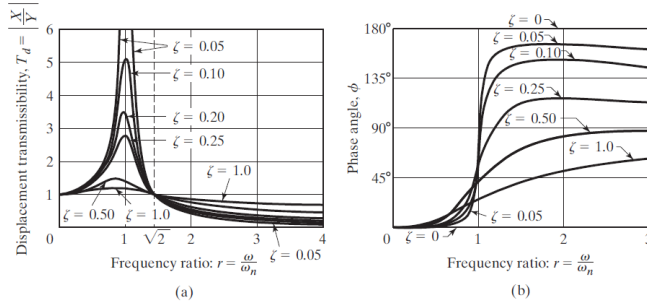 Displacement transmissibility, T_d = |X/Y|
6
5
4
3
2
1
0
ζ = 0.05
ζ = 0.10
ζ = 0.20
ζ = 0.25
ζ = 1.0
ζ = 0.50
ζ = 1.0
ζ = 0.05
1
√2
2
3
4
Frequency ratio: r = ω/ω_n
(a)
Phase angle, ϕ
180°
135°
90°
45°
0
ζ = 0
ζ = 0.05
ζ = 0.10
ζ = 0.25
ζ = 0.50
ζ = 1.0
ζ = 0.05
ζ = 0
1
2
3
Frequency ratio: r = ω/ω_n
(b)